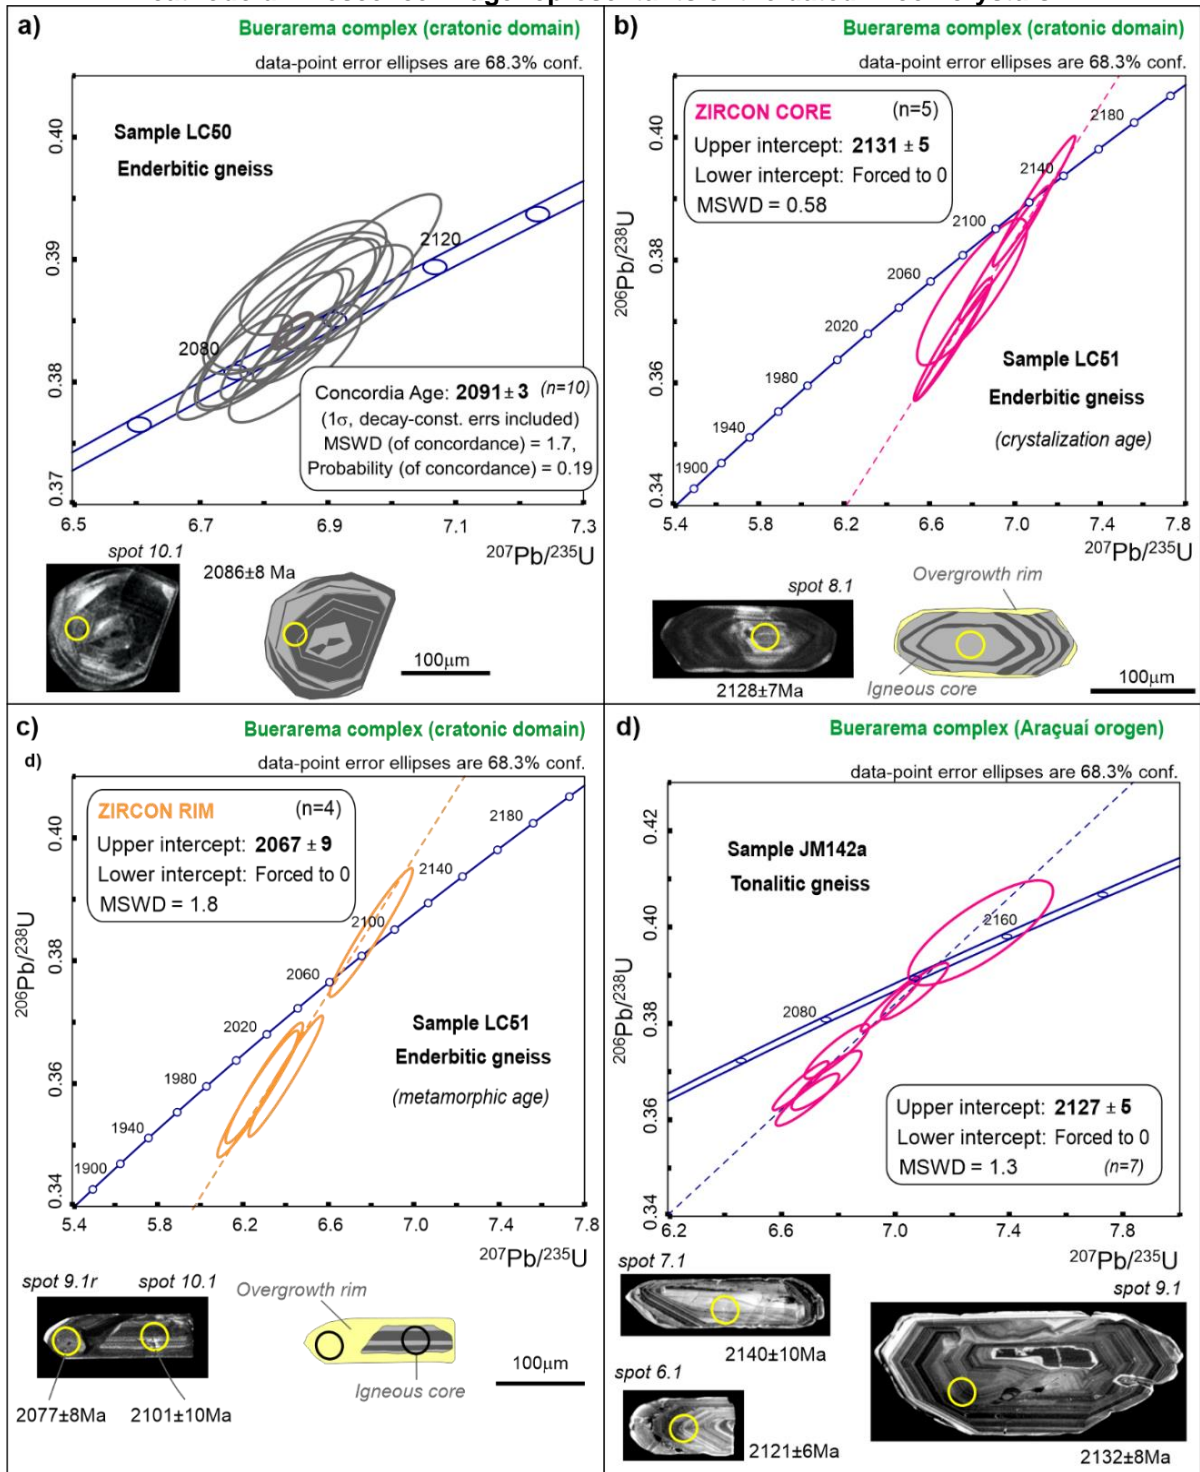 a)
Buerarema complex (cratonic domain)
data-point error ellipses are 68.3% conf.
Sample LC50
Enderbitic gneiss
0.40
0.39
0.38
0.37
2120
2080
Concordia Age: 2091 ± 3 (n=10)
(1σ, decay-const. errs included)
MSWD (of concordance) = 1.7,
Probability (of concordance) = 0.19
6.5 6.7 6.9 7.1 7.3
207Pb/235U
spot 10.1
2086±8 Ma
100μm
b)
Buerarema complex (cratonic domain)
data-point error ellipses are 68.3% conf.
ZIRCON CORE (n=5)
Upper intercept: 2131 ± 5
Lower intercept: Forced to 0
MSWD = 0.58
206Pb/238U
0.40
0.38
0.36
0.34
2180
2140
2100
2060
2020
1980
1940
1900
Sample LC51
Enderbitic gneiss
(crystalization age)
5.4 5.8 6.2 6.6 7.0 7.4 7.8
207Pb/235U
spot 8.1
2128±7Ma
Overgrowth rim
Igneous core
100μm
c)
Buerarema complex (cratonic domain)
d)
data-point error ellipses are 68.3% conf.
ZIRCON RIM (n=4)
Upper intercept: 2067 ± 9
Lower intercept: Forced to 0
MSWD = 1.8
206Pb/238U
0.40
0.38
0.36
0.34
2180
2140
2100
2060
2020
1980
1940
1900
Sample LC51
Enderbitic gneiss
(metamorphic age)
5.4 5.8 6.2 6.6 7.0 7.4 7.8
207Pb/235U
spot 9.1r spot 10.1
2077±8Ma 2101±10Ma
Overgrowth rim
Igneous core
100μm
d)
Buerarema complex (Araçuaí orogen)
data-point error ellipses are 68.3% conf.
Sample JM142a
Tonalitic gneiss
206Pb/238U
0.42
0.40
0.38
0.36
0.34
2160
2080
Upper intercept: 2127 ± 5
Lower intercept: Forced to 0
MSWD = 1.3 (n=7)
6.2 6.6 7.0 7.4 7.8
207Pb/235U
spot 7.1
2140±10Ma
spot 6.1
2121±6Ma
spot 9.1
2132±8Ma